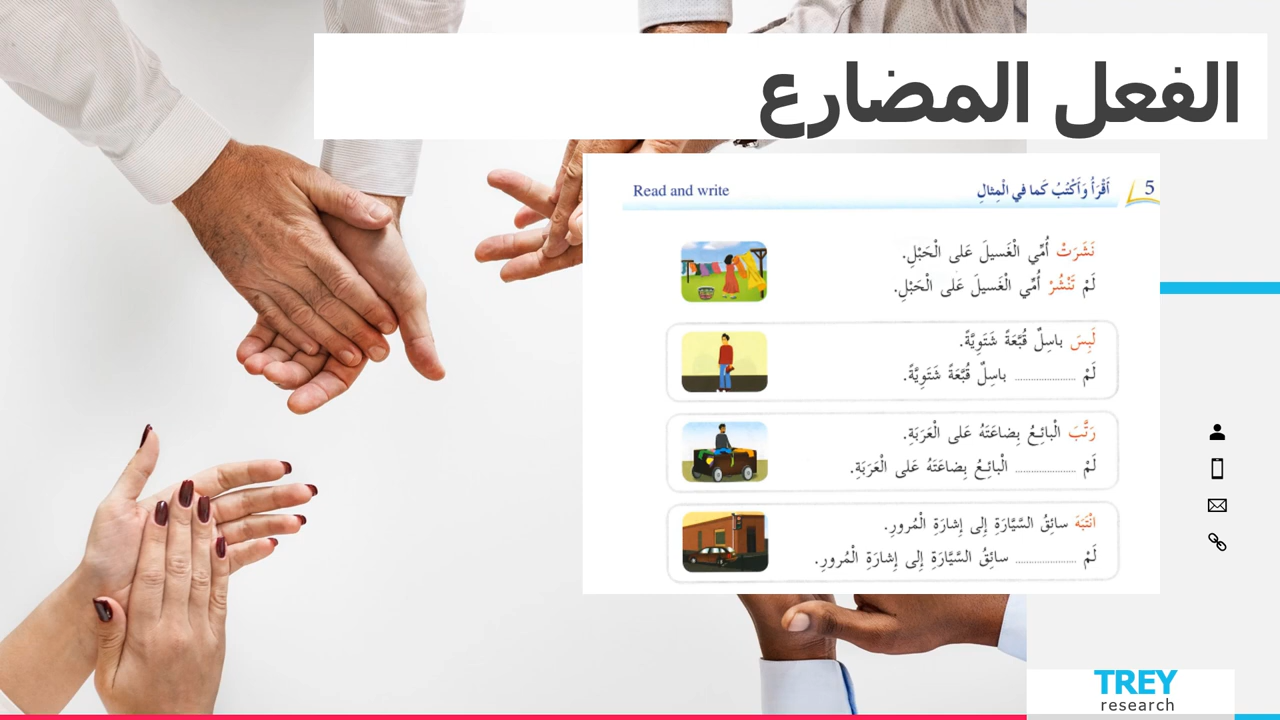 الفعل المضارع
5 أَقْرَأُ وَأَكْتُبُ كَما في الْمِثالِ Read and write
نَشَرَتْ أُمِّي الْغَسيلَ عَلى الْحَبْلِ.
لَمْ تَنْشُرْ أُمِّي الْغَسيلَ عَلى الْحَبْلِ.
لَبِسَ باسِلٌ قُبَّعَةً شَتَوِيَّةً.
لَمْ .................... باسِلٌ قُبَّعَةً شَتَوِيَّةً.
رَتَّبَ الْبائِعُ بِضاعَتَهُ عَلى الْعَرَبَةِ.
لَمْ .................... الْبائِعُ بِضاعَتَهُ عَلى الْعَرَبَةِ.
انْتَبَهَ سائِقُ السَّيَّارَةِ إِلى إِشارَةِ الْمُرورِ.
لَمْ .................... سائِقُ السَّيَّارَةِ إِلى إِشارَةِ الْمُرورِ.
TREY
research